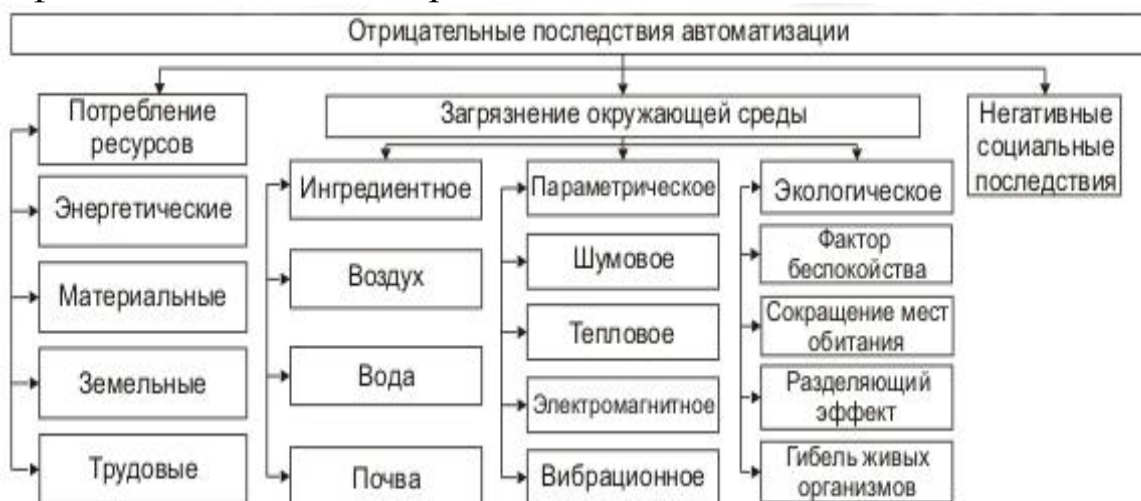 Отрицательные последствия автоматизации
Потребление
ресурсов
Энергетические
Материальные
Земельные
Трудовые
Загрязнение окружающей среды
Ингредиентное
Воздух
Вода
Почва
Параметрическое
Шумовое
Тепловое
Электромагнитное
Вибрационное
Экологическое
Фактор
беспокойства
Сокращение мест
обитания
Разделяющий
эффект
Гибель живых
организмов
Негативные
социальные
последствия